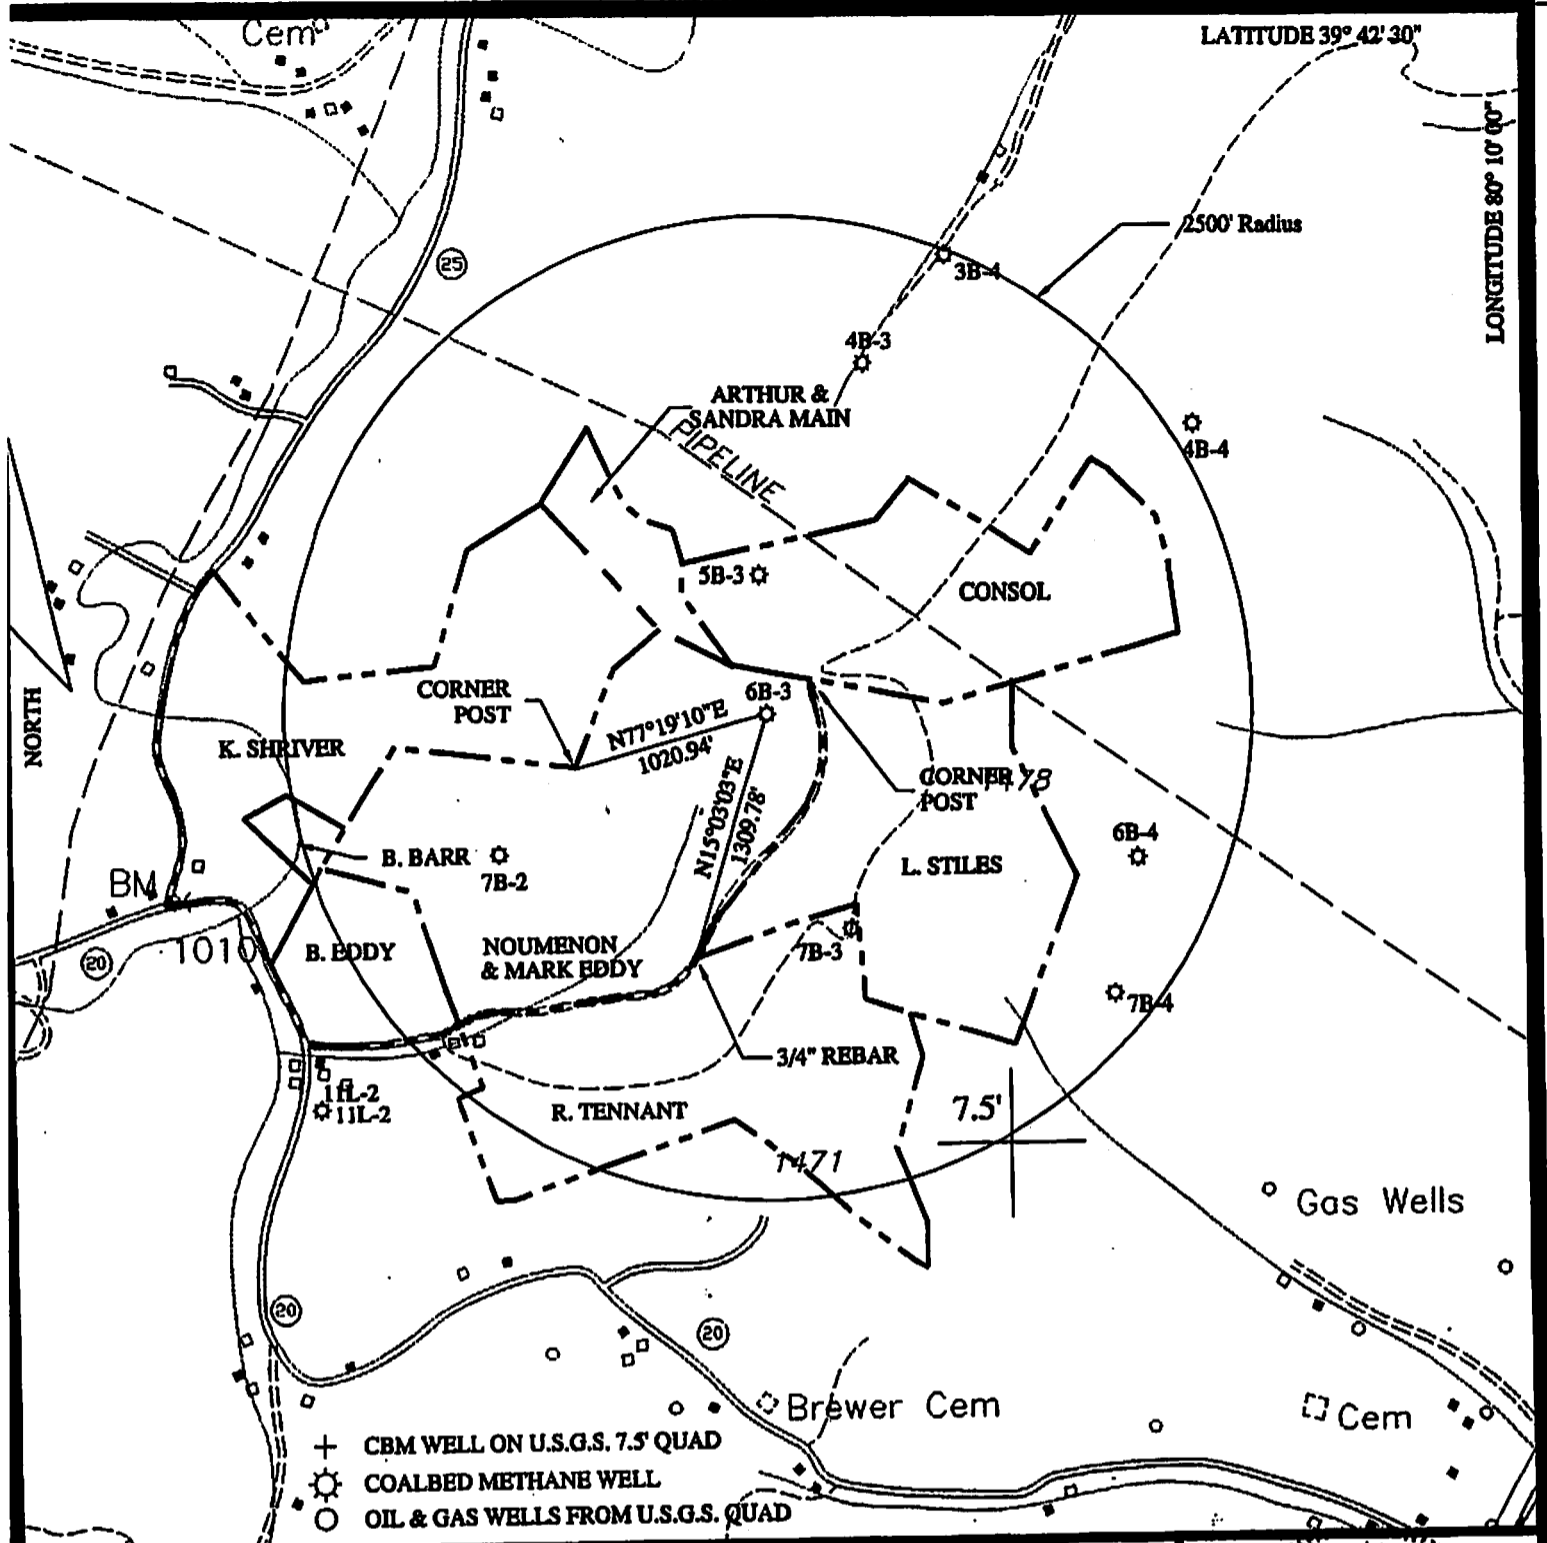 Cem
LATITUDE 39° 42' 30"
LONGITUDE 80° 10' 00"
2500' Radius
25
3B-4
4B-3
ARTHUR &
SANDRA MAIN
PIPELINE
4B-4
5B-3
CONSOL
NORTH
CORNER
POST
6B-3
N77°19'10"E
1020.94'
K. SHRIVER
N15°03'03"E
1309.78'
CORNER
POST
6B-4
B. BARR
7B-2
L. STILES
BM
1010
20
B. EDDY
NOUMENON
& MARK EDDY
7B-3
7B-4
3/4" REBAR
11L-2
R. TENNANT
7.5'
1471
Gas Wells
20
20
Brewer Cem
Cem
CBM WELL ON U.S.G.S. 7.5' QUAD
COALBED METHANE WELL
OIL & GAS WELLS FROM U.S.G.S. QUAD